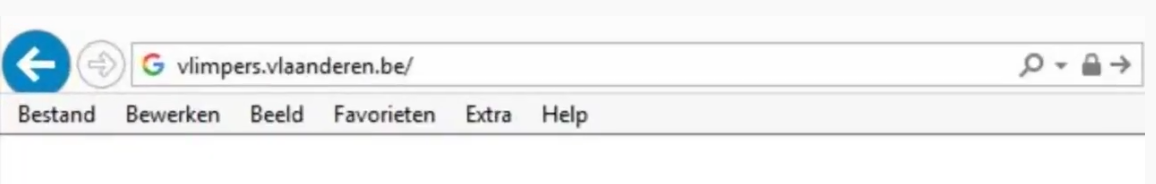 vlimpers.vlaanderen.be/
Bestand Bewerken Beeld Favorieten Extra Help